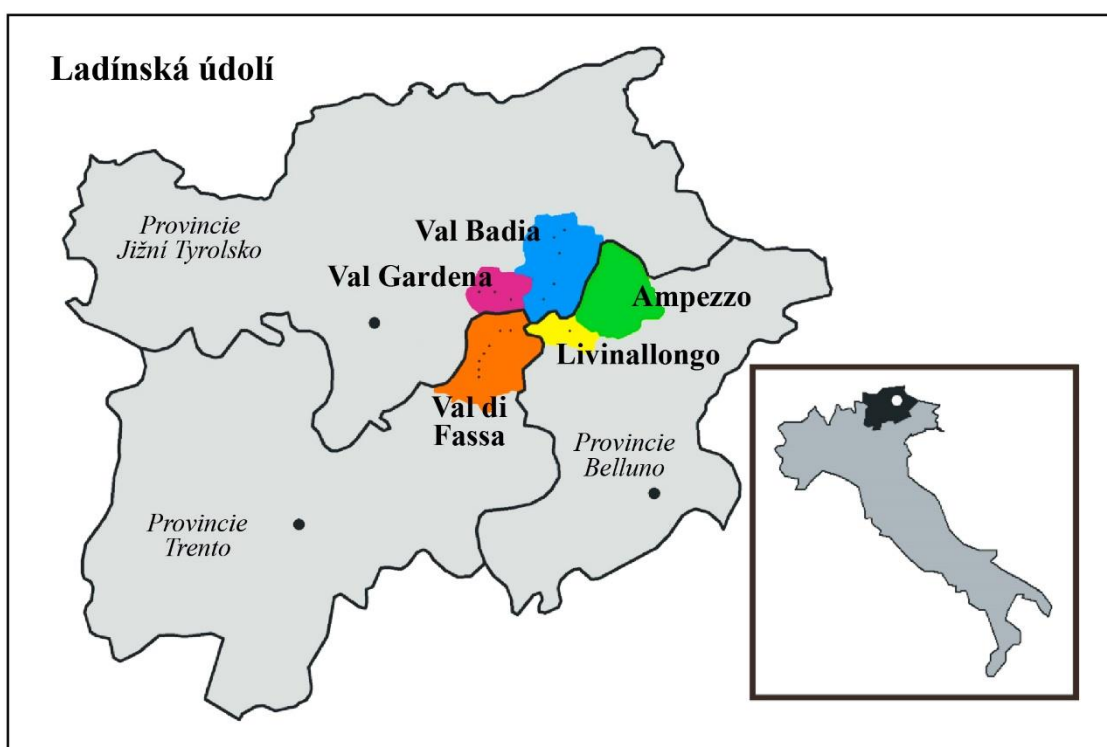 Ladínská údolí
Provincie
Jižní Tyrolsko
Val Badia
Val Gardena
Ampezzo
Livinallongo
Val di
Fassa
Provincie
Belluno
Provincie
Trento